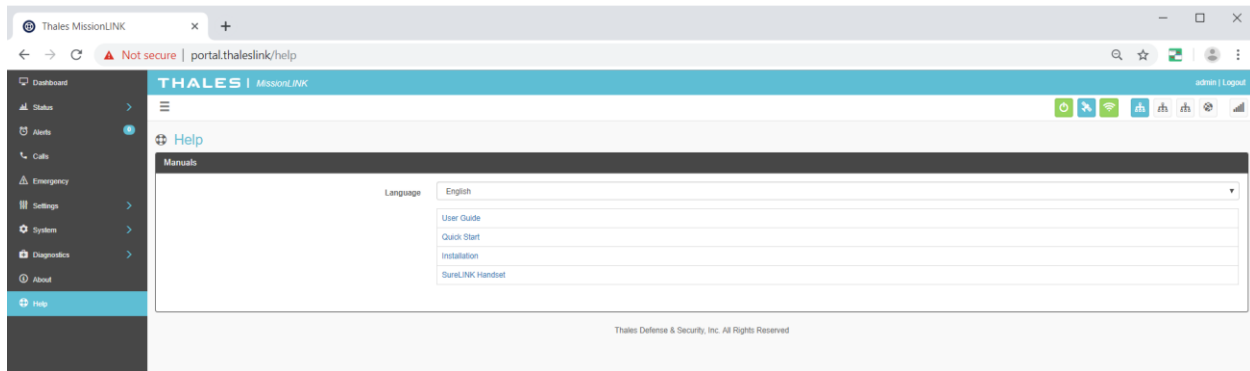 Thales MissionLINK
Not secure | portal.thaleslink/help
Dashboard
THALES | MissionLINK
admin | Logout
Status
Alerts
0
Help
Calls
Manuals
Emergency
Language
English
Settings
User Guide
System
Quick Start
Diagnostics
Installation
About
SureLINK Handset
Help
Thales Defense & Security, Inc. All Rights Reserved